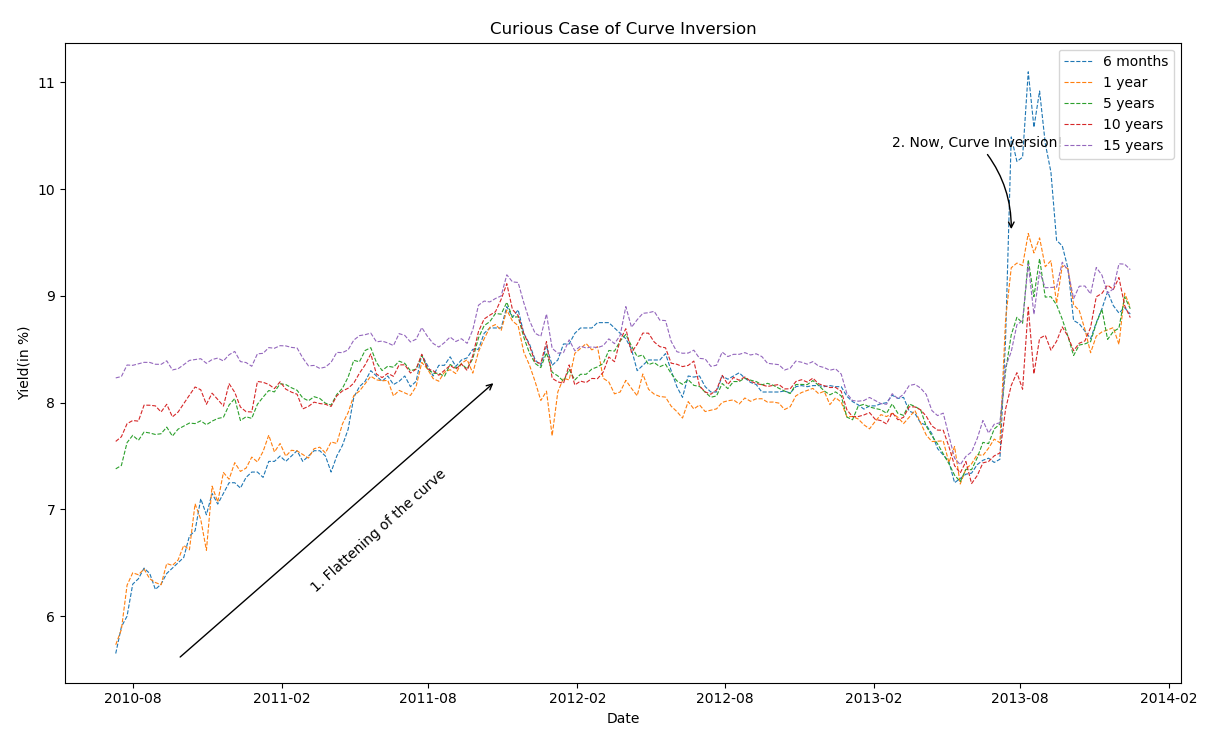 Curious Case of Curve Inversion
6 months
1 year
5 years
10 years
15 years
2. Now, Curve Inversion
1. Flattening of the curve
Yield(in %)
11
10
9
8
7
6
2010-08
2011-02
2011-08
2012-02
2012-08
2013-02
2013-08
2014-02
Date